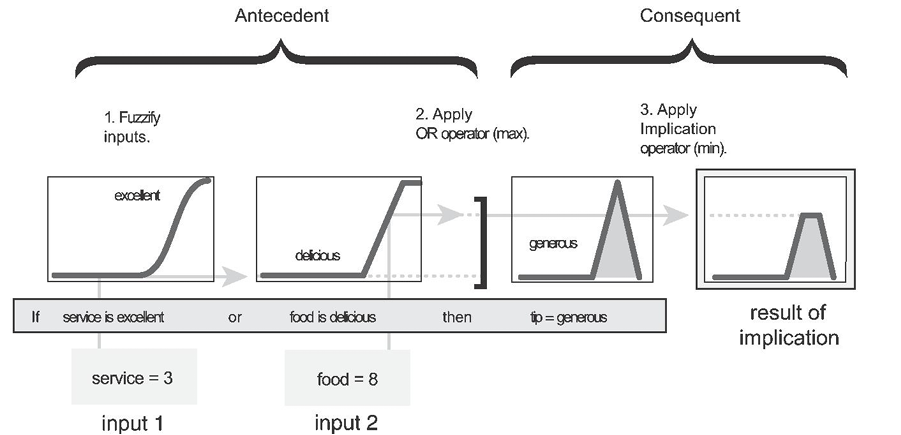 Antecedent
Consequent
1. Fuzzify
inputs.
2. Apply
OR operator (max).
3. Apply
Implication
operator (min).
excellent
delicious
generous
If service is excellent or food is delicious then tip = generous
result of
implication
service = 3
food = 8
input 1
input 2